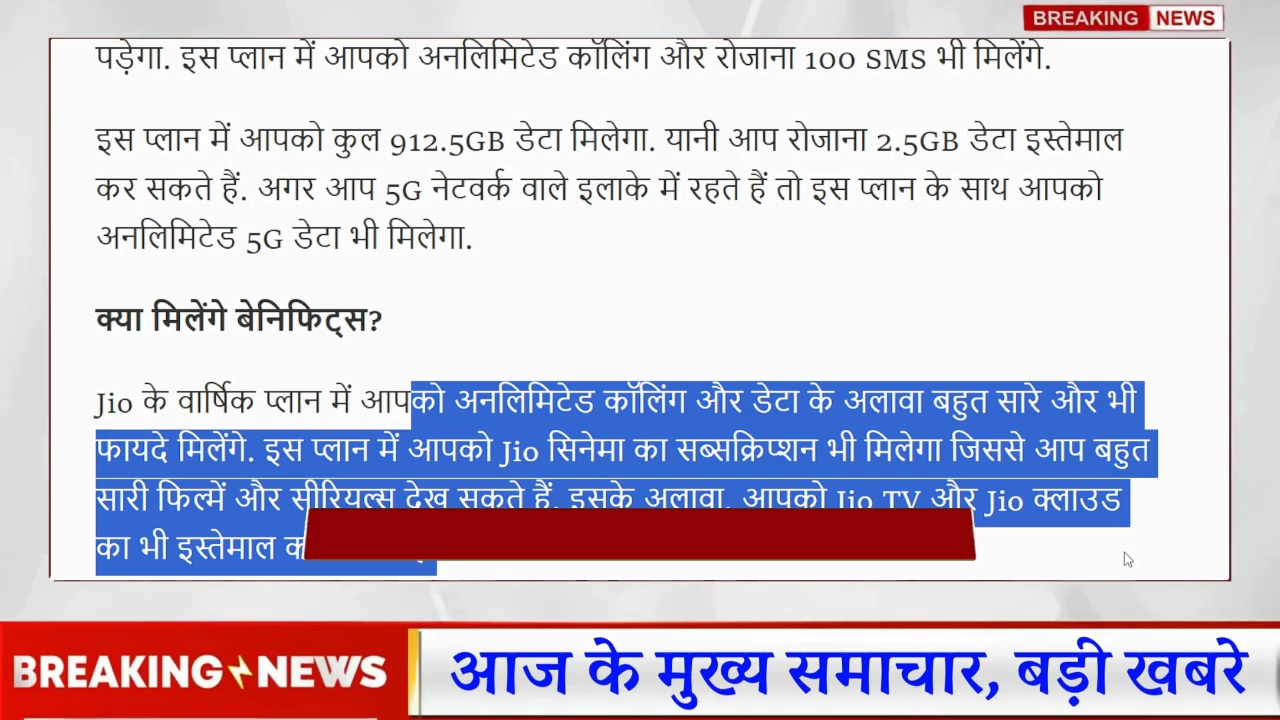 BREAKING NEWS
पड़ेगा. इस प्लान में आपको अनलिमिटेड कॉलिंग और रोजाना 100 SMS भी मिलेंगे.
इस प्लान में आपको कुल 912.5GB डेटा मिलेगा. यानी आप रोजाना 2.5GB डेटा इस्तेमाल
कर सकते हैं. अगर आप 5G नेटवर्क वाले इलाके में रहते हैं तो इस प्लान के साथ आपको
अनलिमिटेड 5G डेटा भी मिलेगा.
क्या मिलेंगे बेनिफिट्स?
Jio के वार्षिक प्लान में आपको अनलिमिटेड कॉलिंग और डेटा के अलावा बहुत सारे और भी
फायदे मिलेंगे. इस प्लान में आपको Jio सिनेमा का सब्सक्रिप्शन भी मिलेगा जिससे आप बहुत
सारी फिल्में और सीरियल्स देख सकते हैं. इसके अलावा, आपको Jio TV और Jio क्लाउड
का भी इस्तेमाल
BREAKING NEWS
आज के मुख्य समाचार, बड़ी खबरे